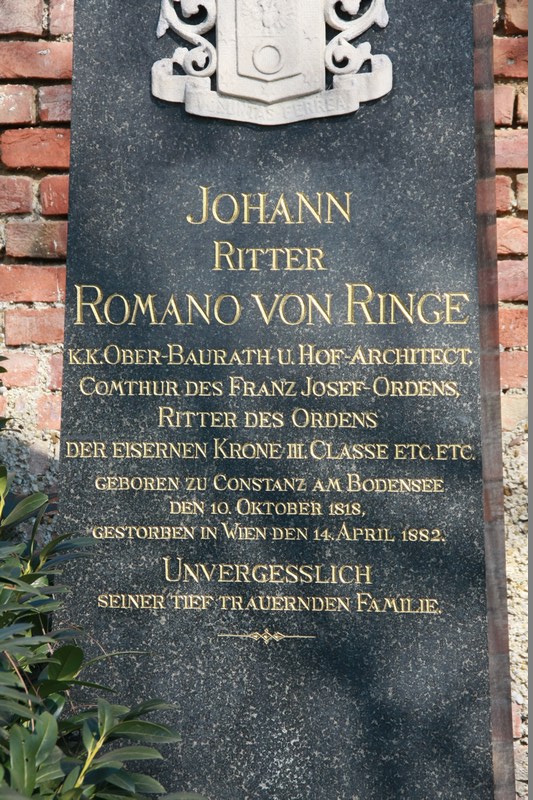 FERREA
JOHANN
RITTER
ROMANO VON RINGE
K.K. OBER-BAURATH U. HOF-ARCHITECT,
COMTHUR DES FRANZ JOSEF-ORDENS,
RITTER DES ORDENS
DER EISERNEN KRONE III. CLASSE ETC. ETC.
GEBOREN ZU CONSTANZ AM BODENSEE
DEN 10. OKTOBER 1818,
GESTORBEN IN WIEN DEN 14. APRIL 1882.
UNVERGESSLICH
SEINER TIEF TRAUERNDEN FAMILIE.